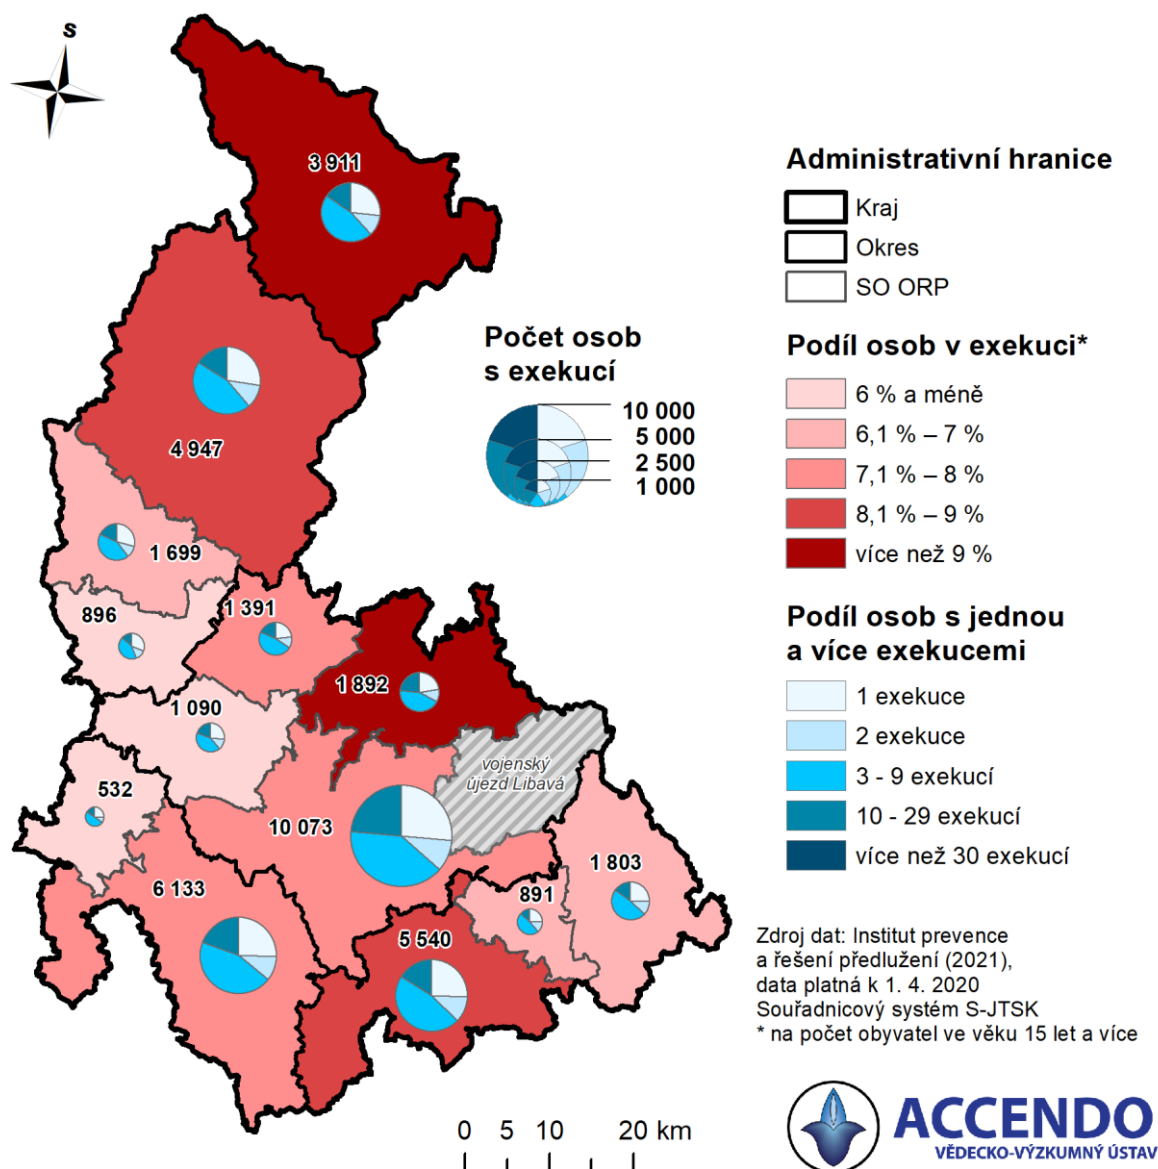 S
3 911
4 947
1 699
896
1 391
1 892
1 090
532
vojenský
újezd Libavá
10 073
6 133
1 803
891
5 540
Počet osob
s exekucí
10 000
5 000
2 500
1 000
Administrativní hranice
Kraj
Okres
SO ORP
Podíl osob v exekuci*
6 % a méně
6,1 % – 7 %
7,1 % – 8 %
8,1 % – 9 %
více než 9 %
Podíl osob s jednou
a více exekucemi
1 exekuce
2 exekuce
3 - 9 exekucí
10 - 29 exekucí
více než 30 exekucí
Zdroj dat: Institut prevence
a řešení předlužení (2021),
data platná k 1. 4. 2020
Souřadnicový systém S-JTSK
* na počet obyvatel ve věku 15 let a více
0 5 10 20 km
ACCENDO
VĚDECKO-VÝZKUMNÝ ÚSTAV